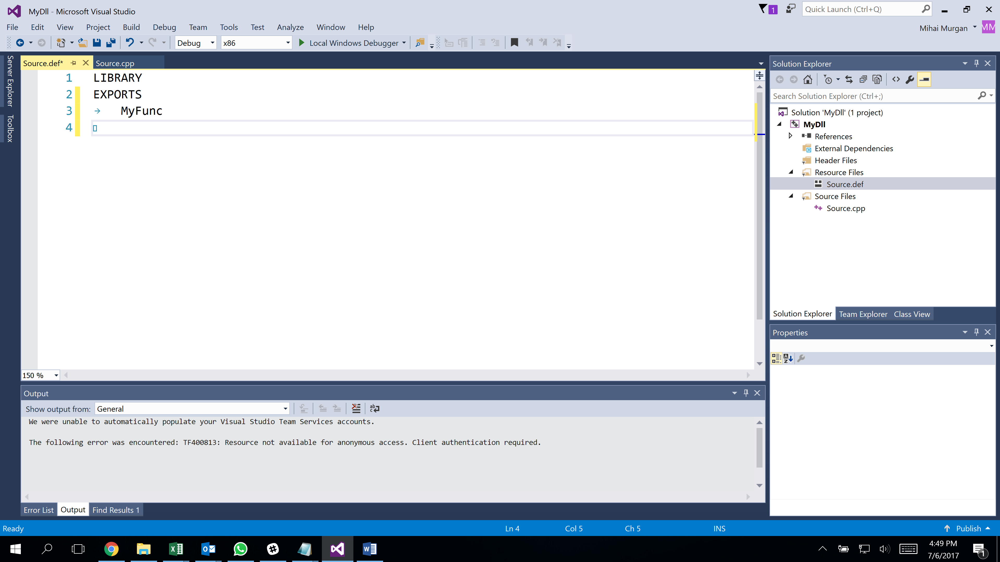 MyDll - Microsoft Visual Studio
1
Quick Launch (Ctrl+Q)
File Edit View Project Build Debug Team Tools Test Analyze Window Help
Mihai Murgan MM
Debug x86 Local Windows Debugger
Server Explorer
Toolbox
Source.def* Source.cpp
1 LIBRARY
2 EXPORTS
3 → MyFunc
4
150 %
Output
Show output from: General
We were unable to automatically populate your Visual Studio Team Services accounts.
The following error was encountered: TF400813: Resource not available for anonymous access. Client authentication required.
Error List Output Find Results 1
Solution Explorer
Search Solution Explorer (Ctrl+;)
Solution 'MyDll' (1 project)
MyDll
References
External Dependencies
Header Files
Resource Files
Source.def
Source Files
Source.cpp
Solution Explorer Team Explorer Class View
Properties
Ready Ln 4 Col 5 Ch 5 INS Publish
4:49 PM
7/6/2017
1